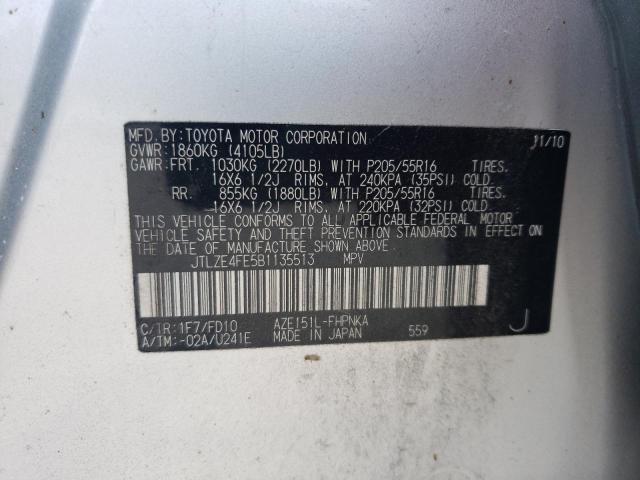 MFD.BY:TOYOTA MOTOR CORPORATION 11/10
GVWR:1860KG (4105LB)
GAWR:FRT. 1030KG (2270LB) WITH P205/55R16 TIRES.
16X6 1/2J RIMS, AT 240KPA (35PSI) COLD
RR. 855KG (1880LB) WITH P205/55R16 TIRES.
16X6 1/2J RIMS, AT 220KPA (32PSI) COLD
THIS VEHICLE CONFORMS TO ALL APPLICABLE FEDERAL MOTOR
VEHICLE SAFETY AND THEFT PREVENTION STANDARDS IN EFFECT
ON THE DATE OF MANUFACTURE SHOWN ABOVE.
JTLZE4FE5B1135513 MPV
C/TR:1F7/FD10 AZE151L-FHPNKA
A/TM:-02A/U241E MADE IN JAPAN 559 J